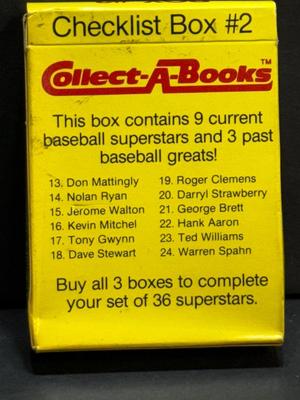 Checklist Box #2
Collect-A-Books™
This box contains 9 current
baseball superstars and 3 past
baseball greats!
13. Don Mattingly
14. Nolan Ryan
15. Jerome Walton
16. Kevin Mitchel
17. Tony Gwynn
18. Dave Stewart
19. Roger Clemens
20. Darryl Strawberry
21. George Brett
22. Hank Aaron
23. Ted Williams
24. Warren Spahn
Buy all 3 boxes to complete
your set of 36 superstars.